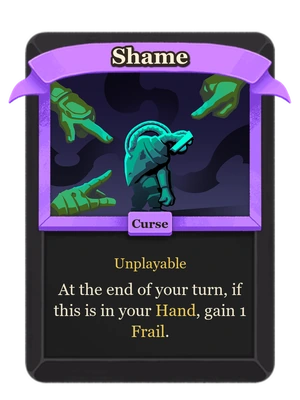 Shame
Curse
Unplayable
At the end of your turn, if
this is in your Hand, gain 1
Frail.